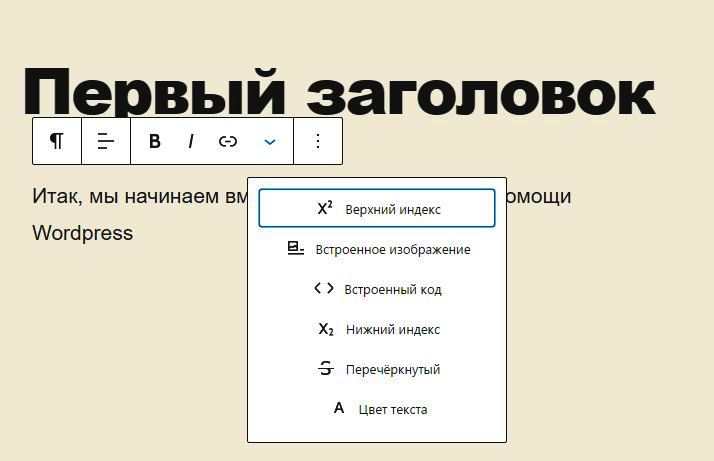 Первый заголовок
B I
Итак, мы начинаем вм
омощи
Wordpress
X² Верхний индекс
Встроенное изображение
Встроенный код
X₂ Нижний индекс
S Перечёркнутый
A Цвет текста